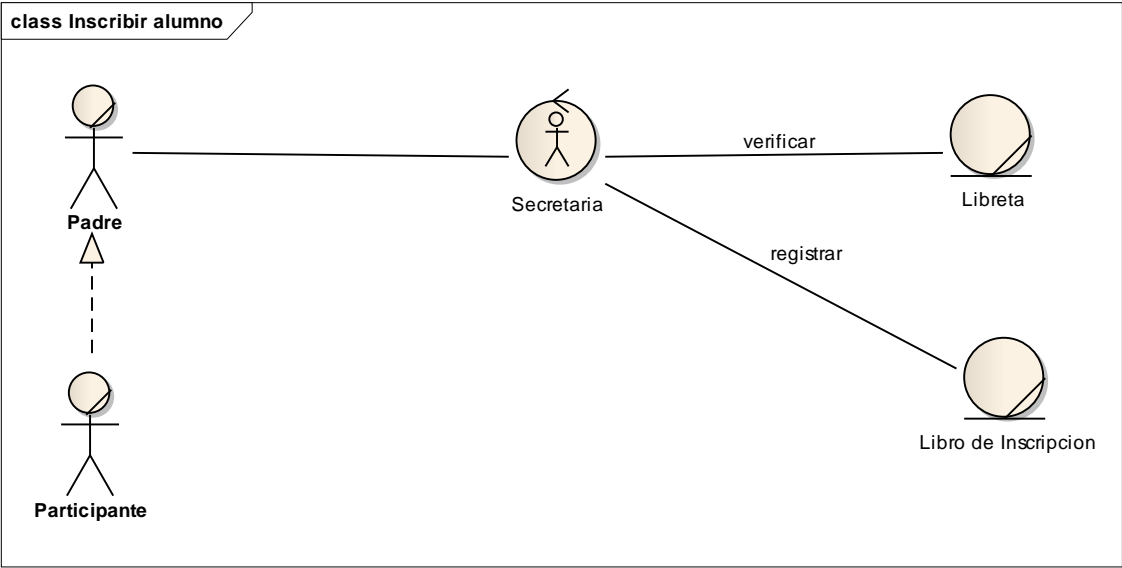 class Inscribir alumno
verificar
Secretaria
Libreta
Padre
registrar
Libro de Inscripcion
Participante